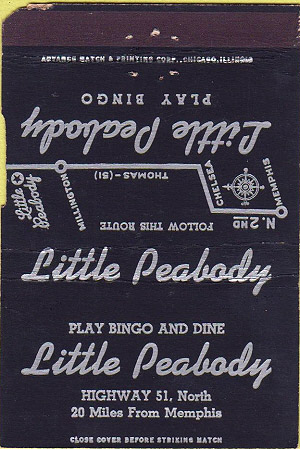 ADVANCE MATCH & PRINTING CORP., CHICAGO, ILLINOIS
PLAY BINGO
Little Peabody
FOLLOW THIS ROUTE
MEMPHIS
N. 2ND
CHELSEA
THOMAS-(51)
MILLINGTON
Little Peabody
Little Peabody
PLAY BINGO AND DINE
Little Peabody
HIGHWAY 51, North
20 Miles From Memphis
CLOSE COVER BEFORE STRIKING MATCH